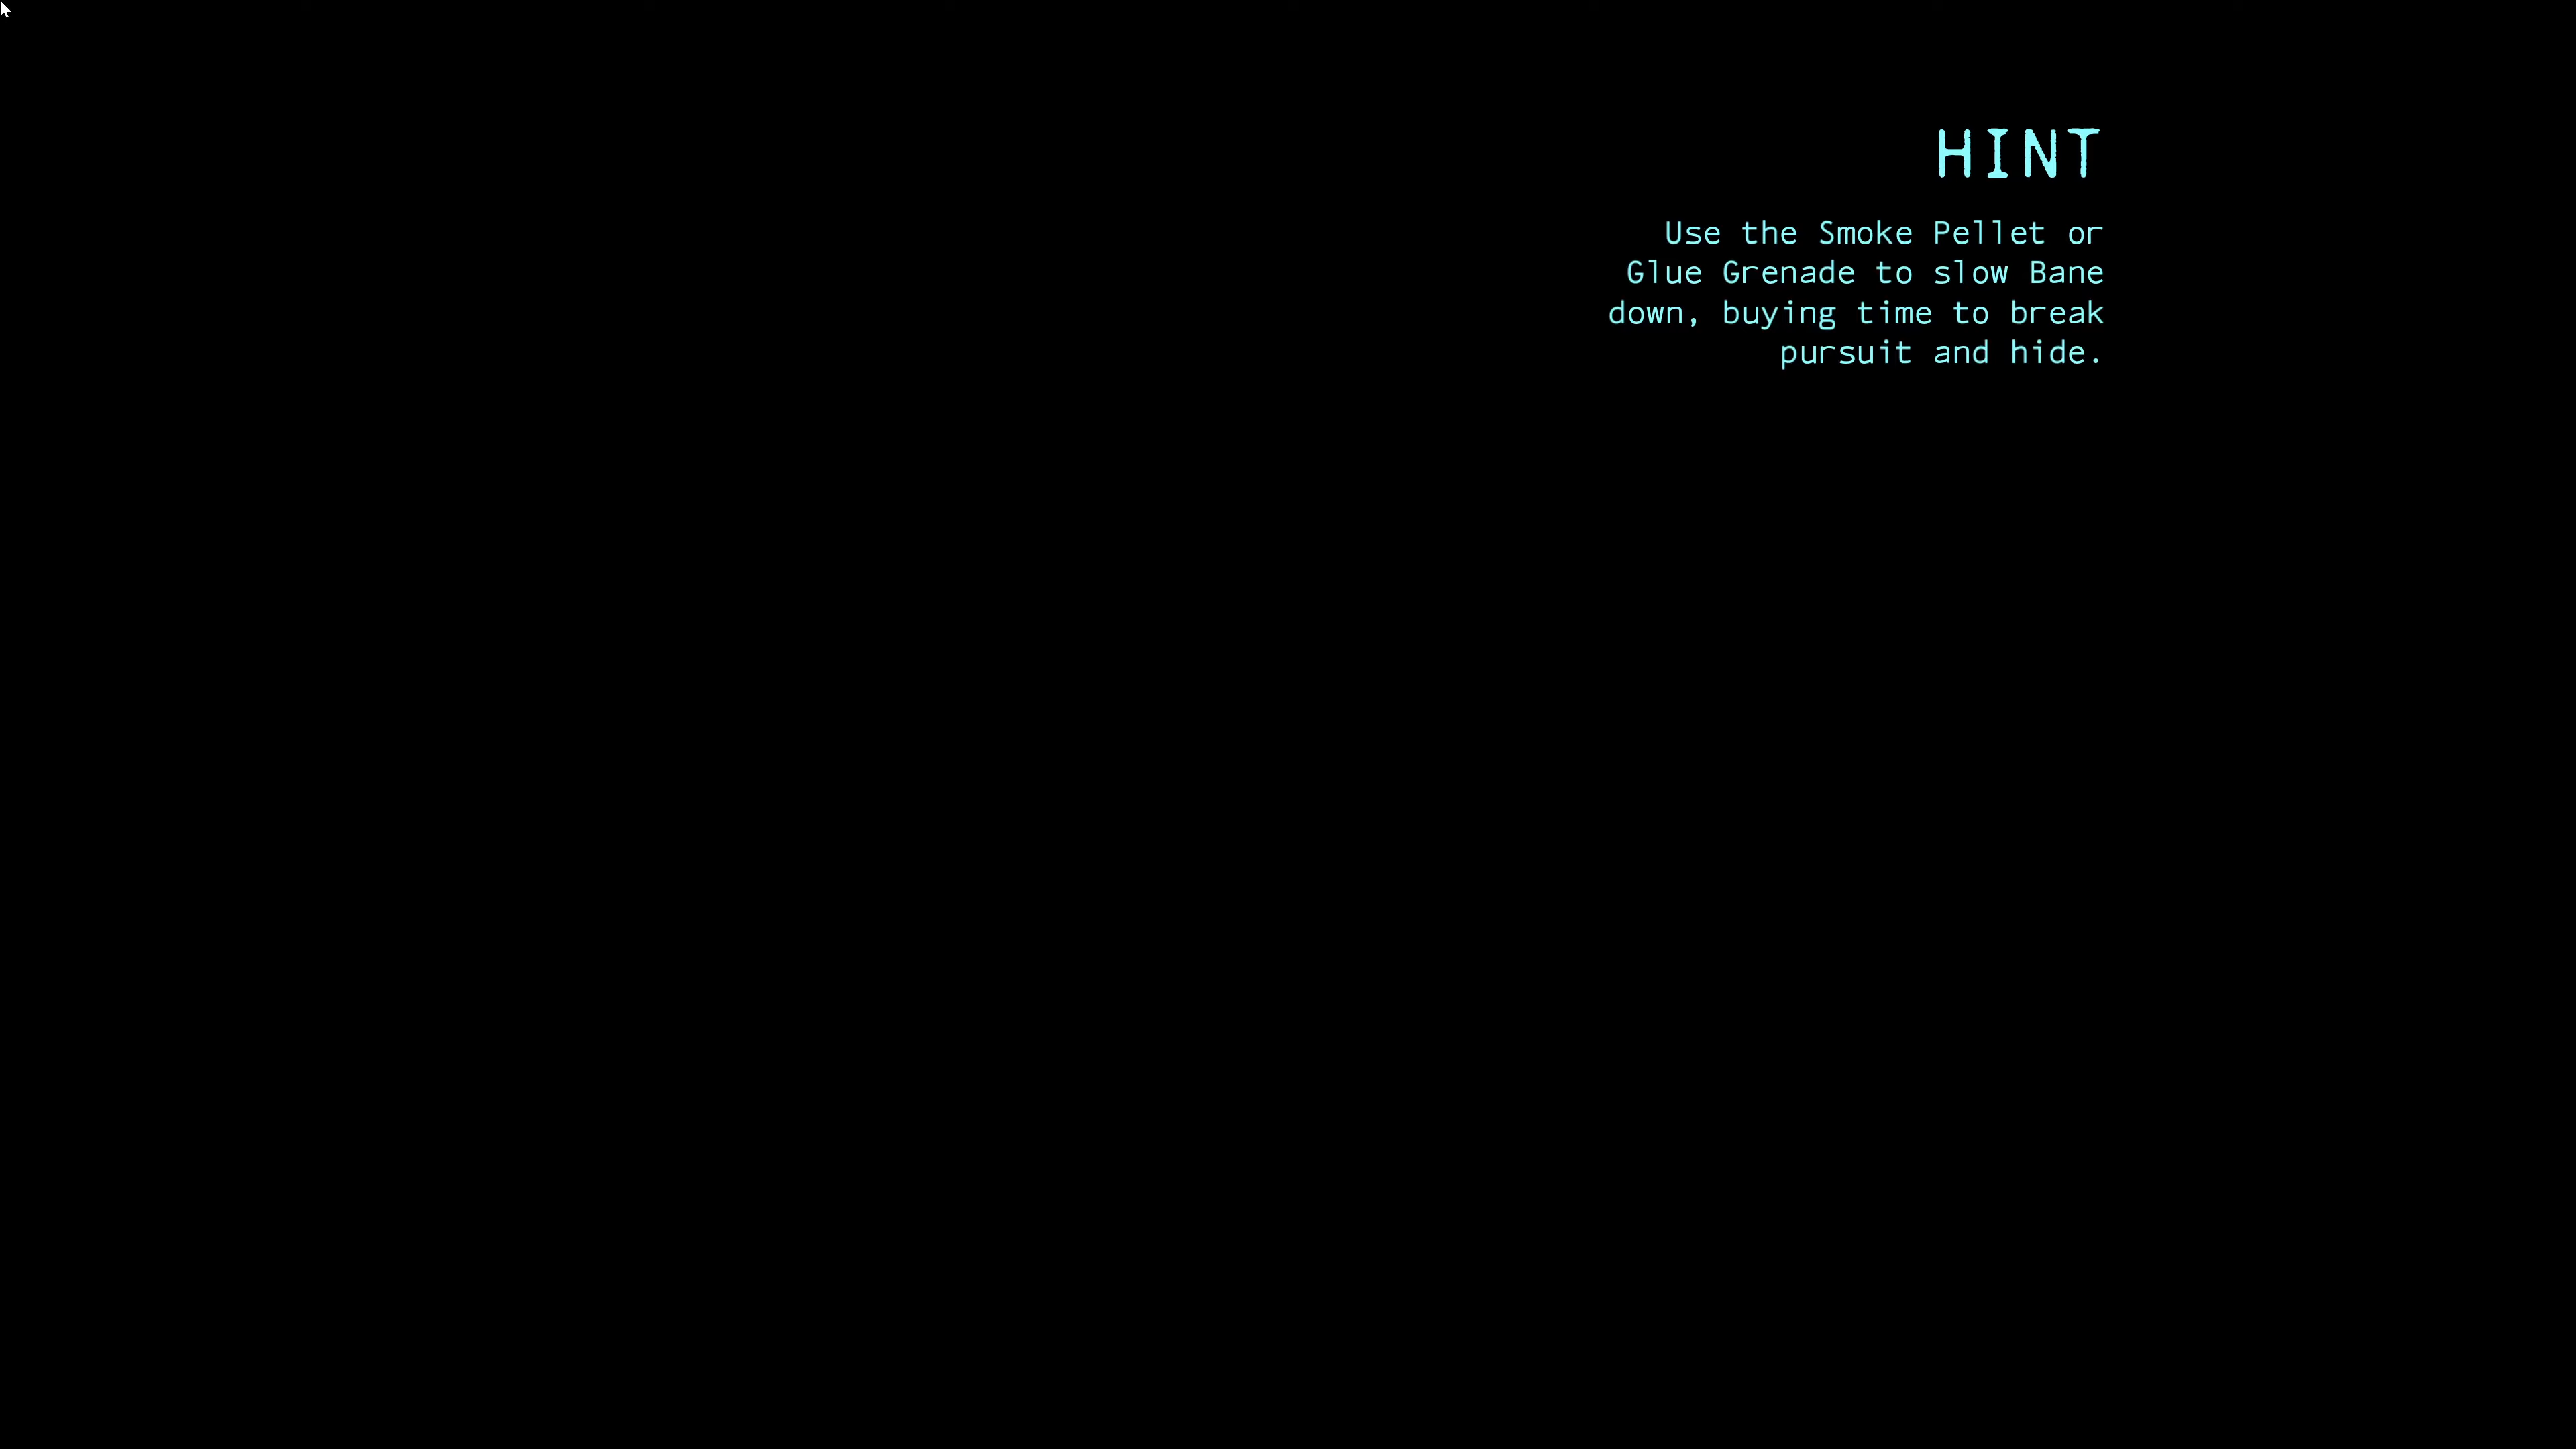 HINT
Use the Smoke Pellet or
Glue Grenade to slow Bane
down, buying time to break
pursuit and hide.